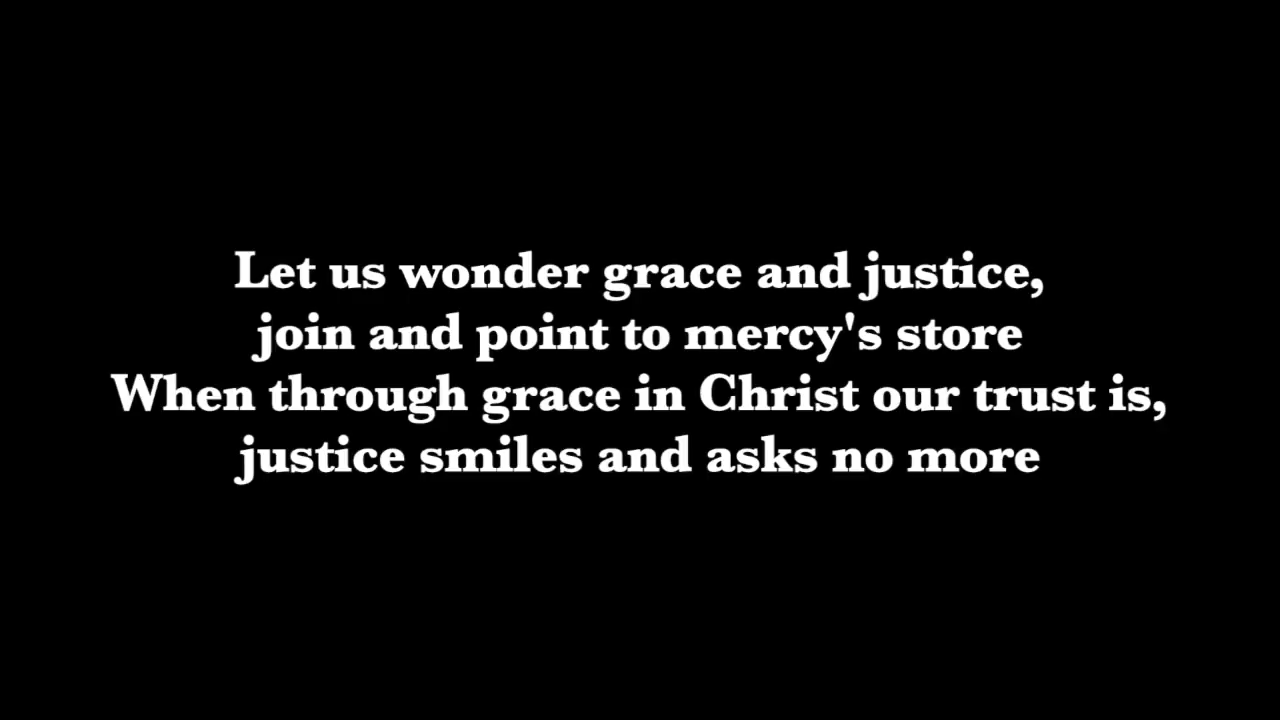 Let us wonder grace and justice,
join and point to mercy's store
When through grace in Christ our trust is,
justice smiles and asks no more